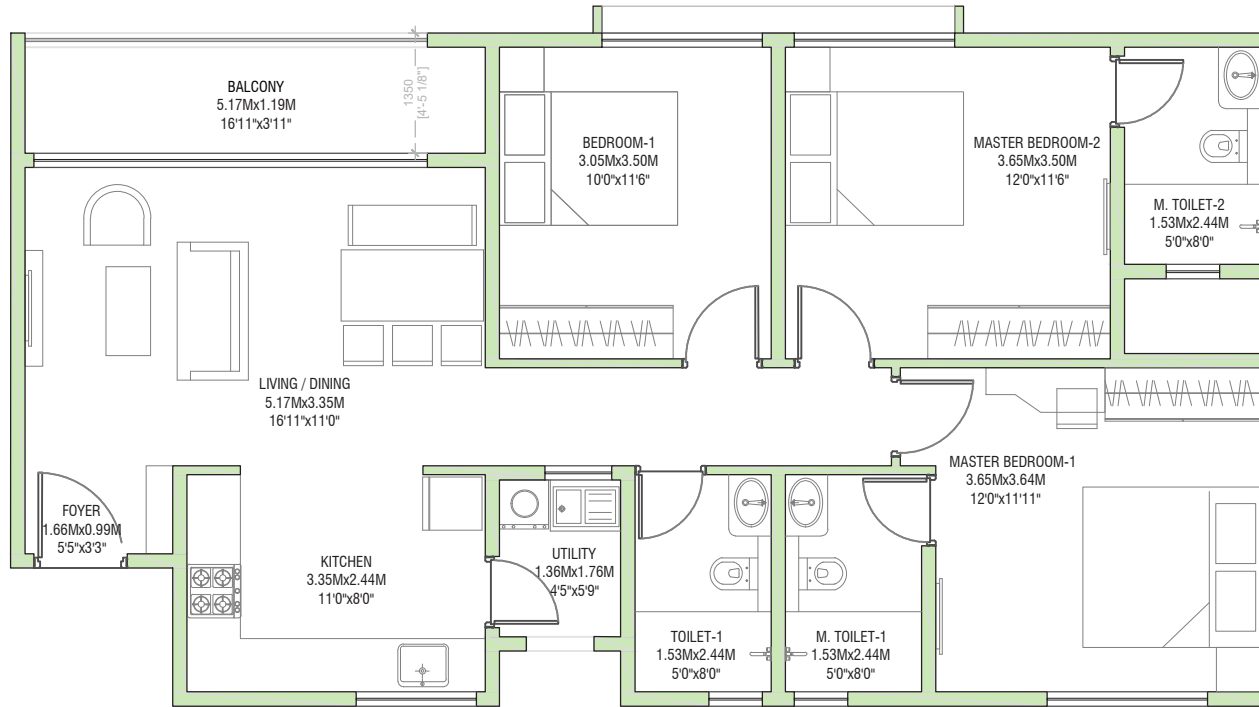 BALCONY
5.17Mx1.19M
16'11"x3'11"
1350
[4'-5 1/8"]
BEDROOM-1
3.05Mx3.50M
10'0"x11'6"
MASTER BEDROOM-2
3.65Mx3.50M
12'0"x11'6"
M. TOILET-2
1.53Mx2.44M
5'0"x8'0"
LIVING / DINING
5.17Mx3.35M
16'11"x11'0"
MASTER BEDROOM-1
3.65Mx3.64M
12'0"x11'11"
FOYER
1.66Mx0.99M
5'5"x3'3"
KITCHEN
3.35Mx2.44M
11'0"x8'0"
UTILITY
1.36Mx1.76M
4'5"x5'9"
TOILET-1
1.53Mx2.44M
5'0"x8'0"
M. TOILET-1
1.53Mx2.44M
5'0"x8'0"